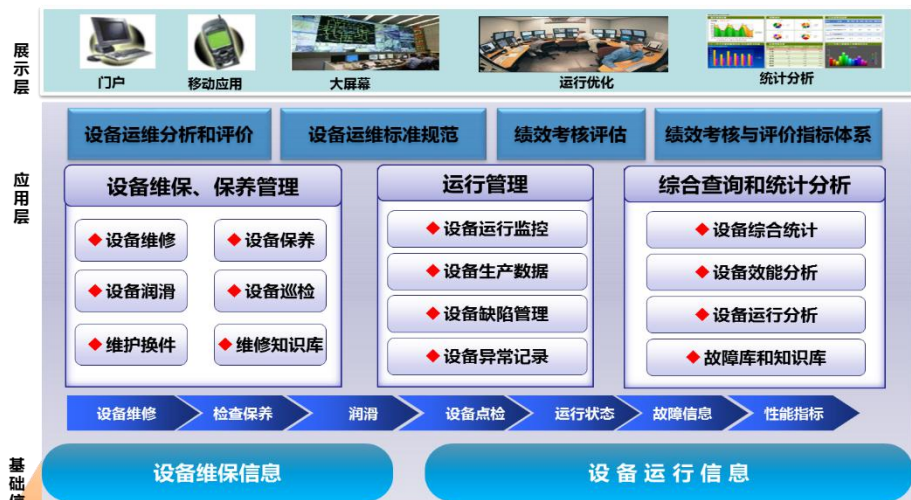 展示层
门户
移动应用
大屏幕
运行优化
统计分析
应用层
设备运维分析和评价
设备运维标准规范
绩效考核评估
绩效考核与评价指标体系
设备维保、保养管理
设备维修
设备保养
设备润滑
设备巡检
维护换件
维修知识库
运行管理
设备运行监控
设备生产数据
设备缺陷管理
设备异常记录
综合查询和统计分析
设备综合统计
设备效能分析
设备运行分析
故障库和知识库
设备维修
检查保养
润滑
设备点检
运行状态
故障信息
性能指标
基础信
设备维保信息
设备运行信息